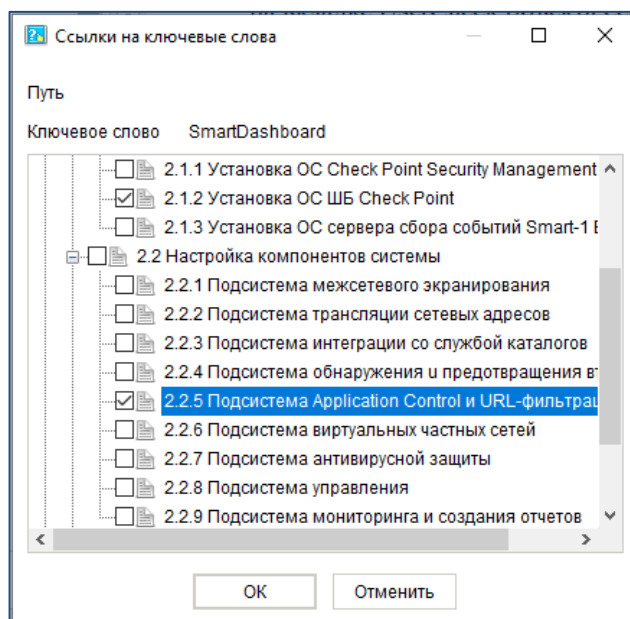 Ссылки на ключевые слова
Путь
Ключевое слово SmartDashboard
2.1.1 Установка ОС Check Point Security Management
2.1.2 Установка ОС ШБ Check Point
2.1.3 Установка ОС сервера сбора событий Smart-1
2.2 Настройка компонентов системы
2.2.1 Подсистема межсетевого экранирования
2.2.2 Подсистема трансляции сетевых адресов
2.2.3 Подсистема интеграции со службой каталогов
2.2.4 Подсистема обнаружения и предотвращения
2.2.5 Подсистема Application Control и URL-фильтрац
2.2.6 Подсистема виртуальных частных сетей
2.2.7 Подсистема антивирусной защиты
2.2.8 Подсистема управления
2.2.9 Подсистема мониторинга и создания отчетов
ОК Отменить